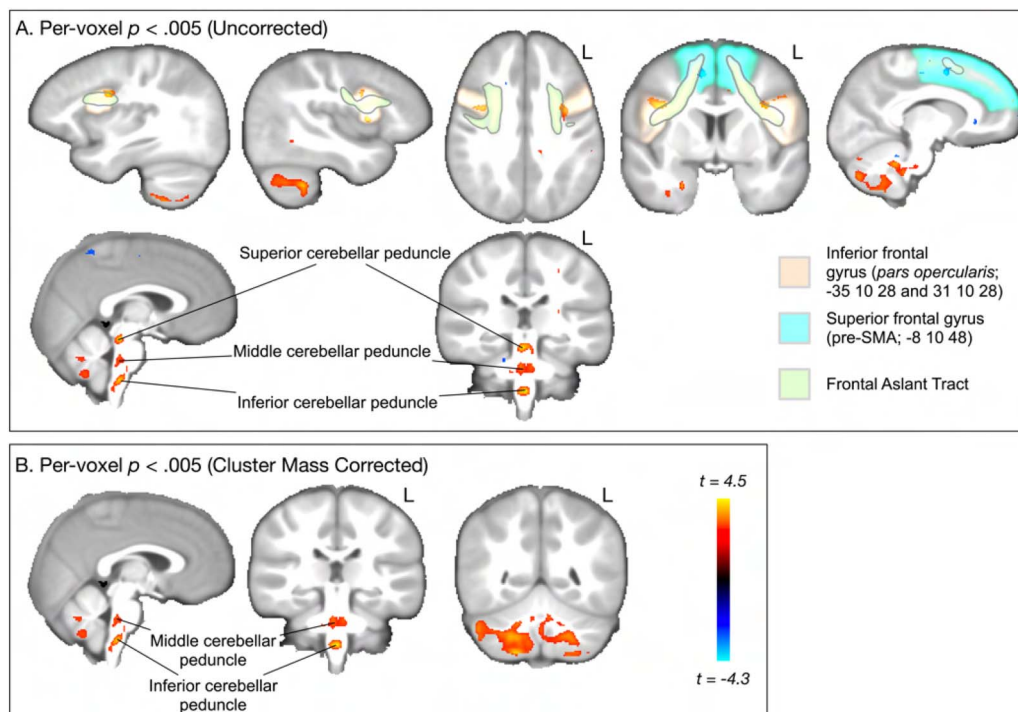 A. Per-voxel p < .005 (Uncorrected)
L
L
L
Superior cerebellar peduncle
Middle cerebellar peduncle
Inferior cerebellar peduncle
Inferior frontal
gyrus (pars opercularis;
-35 10 28 and 31 10 28)
Superior frontal gyrus
(pre-SMA; -8 10 48)
Frontal Aslant Tract
B. Per-voxel p < .005 (Cluster Mass Corrected)
L
Middle cerebellar
peduncle
Inferior cerebellar
peduncle
L
t = 4.5
t = -4.3